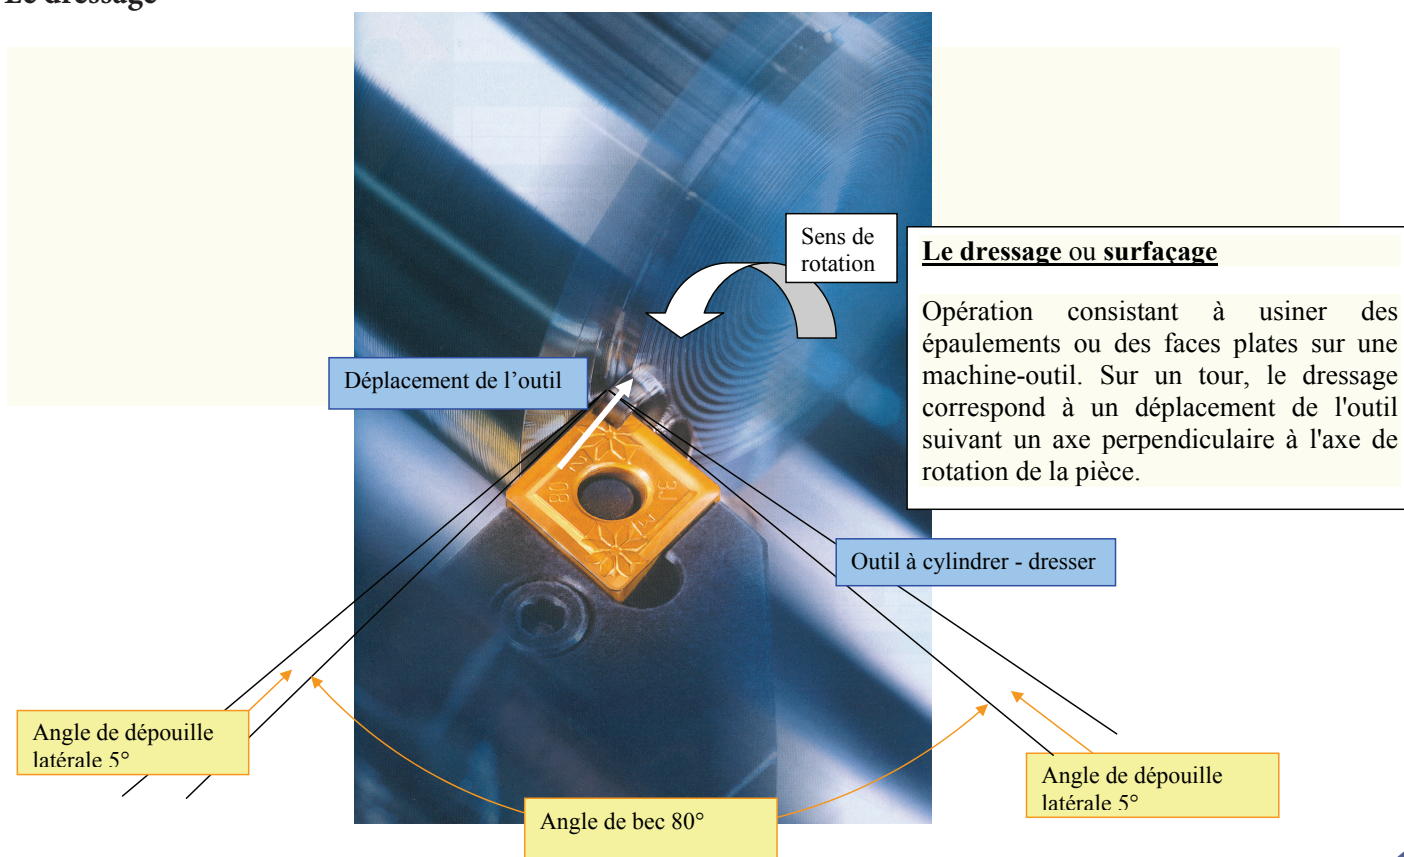 Le dressage
Sens de
rotation
Le dressage ou surfaçage
Opération consistant à usiner des
épaulements ou des faces plates sur une
machine-outil. Sur un tour, le dressage
correspond à un déplacement de l'outil
suivant un axe perpendiculaire à l'axe de
rotation de la pièce.
Déplacement de l’outil
Outil à cylindrer - dresser
Angle de dépouille
latérale 5°
Angle de bec 80°
Angle de dépouille
latérale 5°